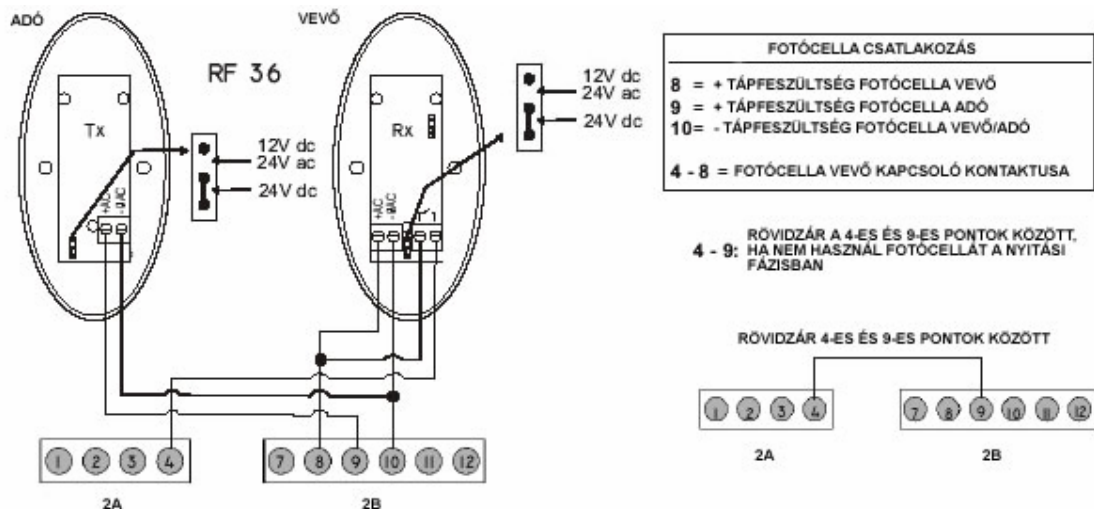 ADÓ
VEVŐ
RF 36
Tx
Rx
12V dc
24V ac
24V dc
12V dc
24V ac
24V dc
+AC
-AC
+AC
-AC
1 2 3 4
2A
7 8 9 10 11 12
2B
FOTÓCELLA CSATLAKOZÁS
8 = + TÁPFESZÜLTSÉG FOTÓCELLA VEVŐ
9 = + TÁPFESZÜLTSÉG FOTÓCELLA ADÓ
10= - TÁPFESZÜLTSÉG FOTÓCELLA VEVŐ/ADÓ
4 - 8 = FOTÓCELLA VEVŐ KAPCSOLÓ KONTAKTUSA
RÖVIDZÁR A 4-ES ÉS 9-ES PONTOK KÖZÖTT,
4 - 9: HA NEM HASZNÁL FOTÓCELLÁT A NYITÁSI
FÁZISBAN
RÖVIDZÁR 4-ES ÉS 9-ES PONTOK KÖZÖTT
1 2 3 4
2A
7 8 9 10 11 12
2B